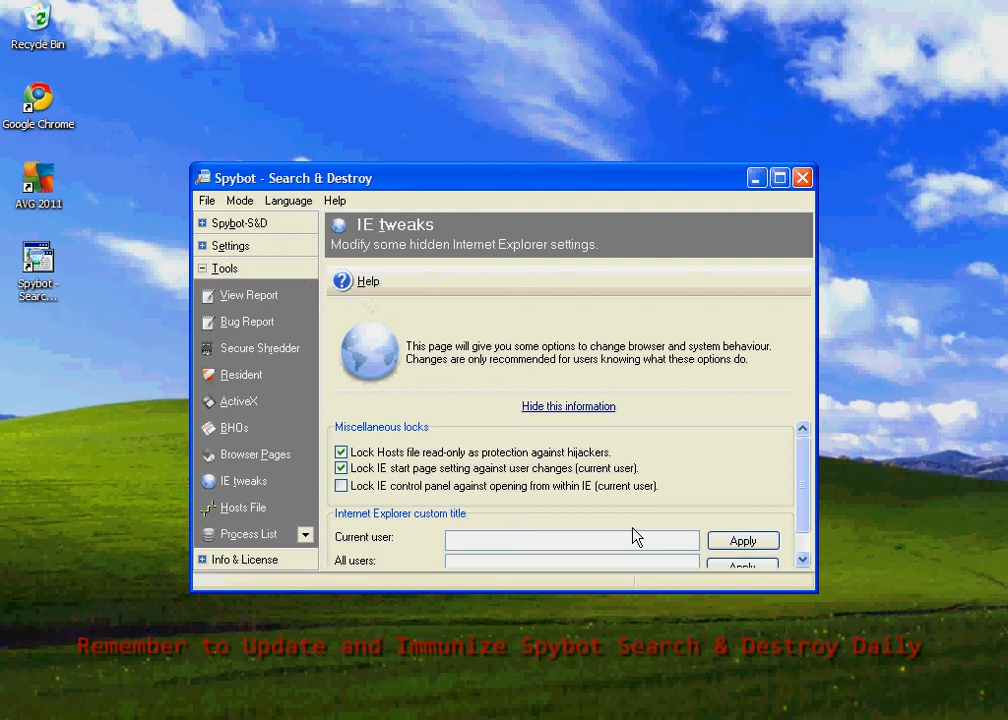 Recycle Bin
Google Chrome
AVG 2011
Spybot -
Searc...
Spybot - Search & Destroy
File Mode Language Help
Spybot-S&D
Settings
Tools
View Report
Bug Report
Secure Shredder
Resident
ActiveX
BHOs
Browser Pages
IE tweaks
Hosts File
Process List
Info & License
IE tweaks
Modify some hidden Internet Explorer settings.
Help
This page will give you some options to change browser and system behaviour.
Changes are only recommended for users knowing what these options do.
Hide this information
Miscellaneous locks
Lock Hosts file read-only as protection against hijackers.
Lock IE start page setting against user changes (current user).
Lock IE control panel against opening from within IE (current user).
Internet Explorer custom title
Current user: Apply
All users: Apply
Remember to Update and Immunize Spybot Search & Destroy Daily